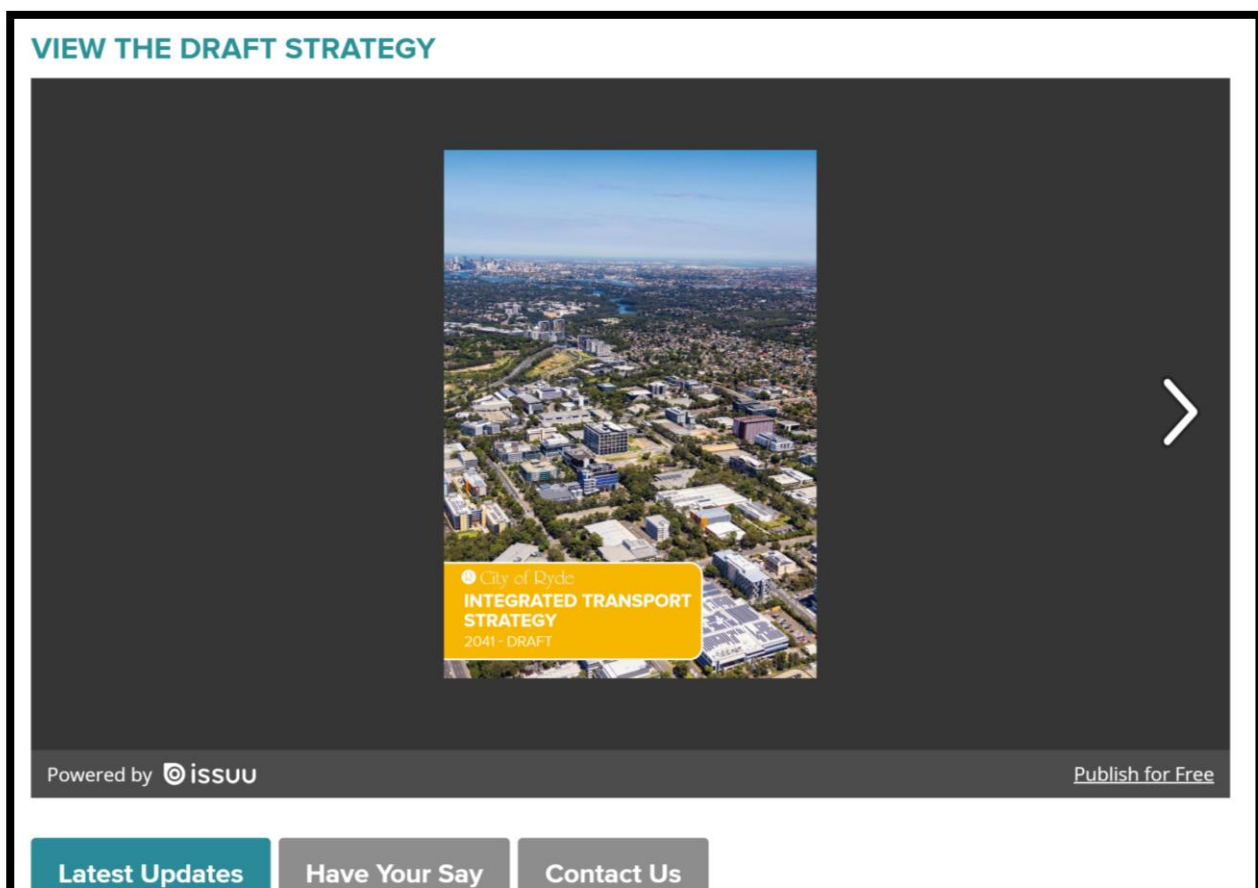 VIEW THE DRAFT STRATEGY
City of Ryde
INTEGRATED TRANSPORT
STRATEGY
2041 - DRAFT
Powered by issuu
Publish for Free
Latest Updates
Have Your Say
Contact Us